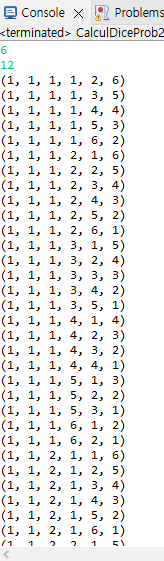 Console Problems
<terminated> CalculDiceProb2
6
12
(1, 1, 1, 1, 2, 6)
(1, 1, 1, 1, 3, 5)
(1, 1, 1, 1, 4, 4)
(1, 1, 1, 1, 5, 3)
(1, 1, 1, 1, 6, 2)
(1, 1, 1, 2, 1, 6)
(1, 1, 1, 2, 2, 5)
(1, 1, 1, 2, 3, 4)
(1, 1, 1, 2, 4, 3)
(1, 1, 1, 2, 5, 2)
(1, 1, 1, 2, 6, 1)
(1, 1, 1, 3, 1, 5)
(1, 1, 1, 3, 2, 4)
(1, 1, 1, 3, 3, 3)
(1, 1, 1, 3, 4, 2)
(1, 1, 1, 3, 5, 1)
(1, 1, 1, 4, 1, 4)
(1, 1, 1, 4, 2, 3)
(1, 1, 1, 4, 3, 2)
(1, 1, 1, 4, 4, 1)
(1, 1, 1, 5, 1, 3)
(1, 1, 1, 5, 2, 2)
(1, 1, 1, 5, 3, 1)
(1, 1, 1, 6, 1, 2)
(1, 1, 1, 6, 2, 1)
(1, 1, 2, 1, 1, 6)
(1, 1, 2, 1, 2, 5)
(1, 1, 2, 1, 3, 4)
(1, 1, 2, 1, 4, 3)
(1, 1, 2, 1, 5, 2)
(1, 1, 2, 1, 6, 1)
(1, 1, 2, 2, 1, 5)